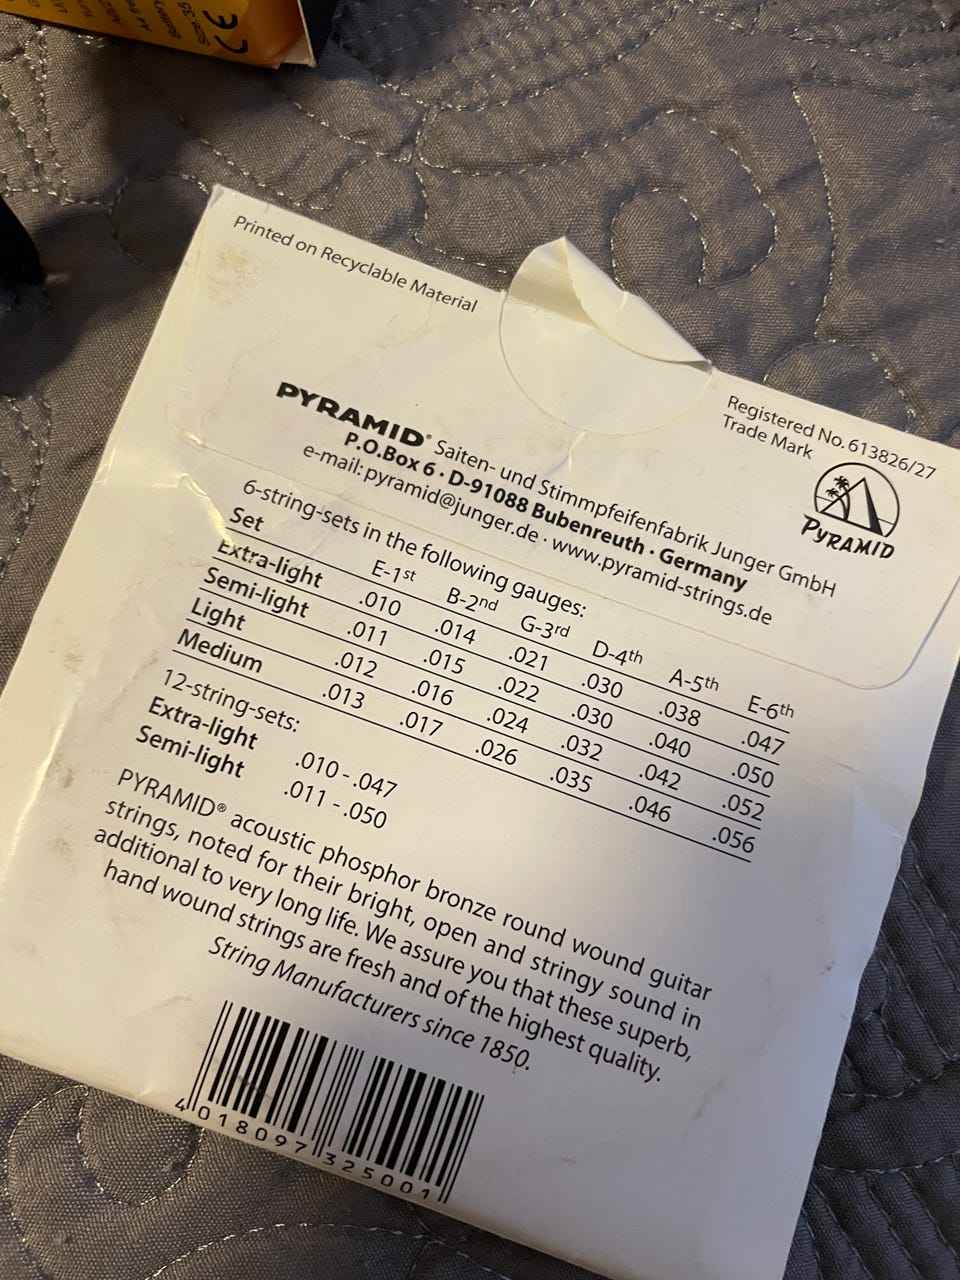 Battery
Size: 35
CE
Printed on Recyclable Material
Registered No. 613826/27
Trade Mark
PYRAMID
PYRAMID® Saiten- und Stimmpfeifenfabrik Junger GmbH
P.O.Box 6 · D-91088 Bubenreuth · Germany
e-mail: pyramid@junger.de · www.pyramid-strings.de
6-string-sets in the following gauges:
Set E-1st B-2nd G-3rd D-4th A-5th E-6th
Extra-light .010 .014 .021 .030 .038 .047
Semi-light .011 .015 .022 .030 .040 .050
Light .012 .016 .024 .032 .042 .052
Medium .013 .017 .026 .035 .046 .056
12-string-sets:
Extra-light .010 - .047
Semi-light .011 - .050
PYRAMID® acoustic phosphor bronze round wound guitar
strings, noted for their bright, open and stringy sound in
additional to very long life. We assure you that these superb,
hand wound strings are fresh and of the highest quality.
String Manufacturers since 1850.
4 018097 325001